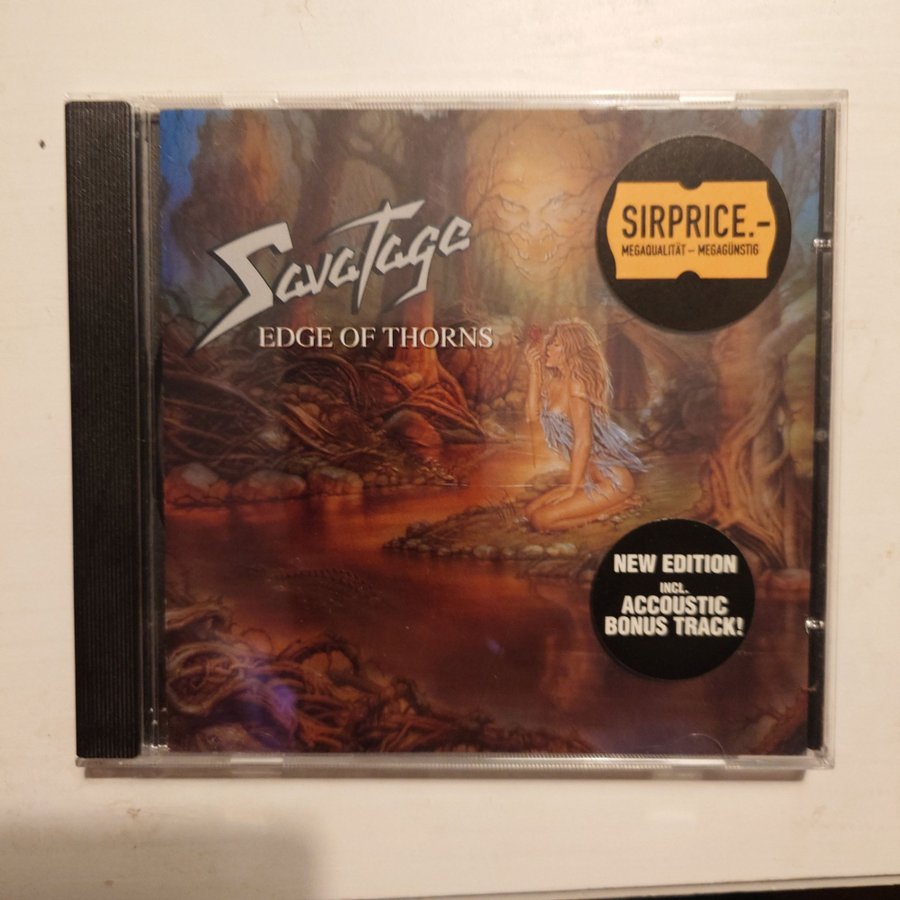 Savatage
EDGE OF THORNS
SIRPRICE.-
MEGAQUALITÄT – MEGAGÜNSTIG
NEW EDITION
INCL.
ACCOUSTIC
BONUS TRACK!